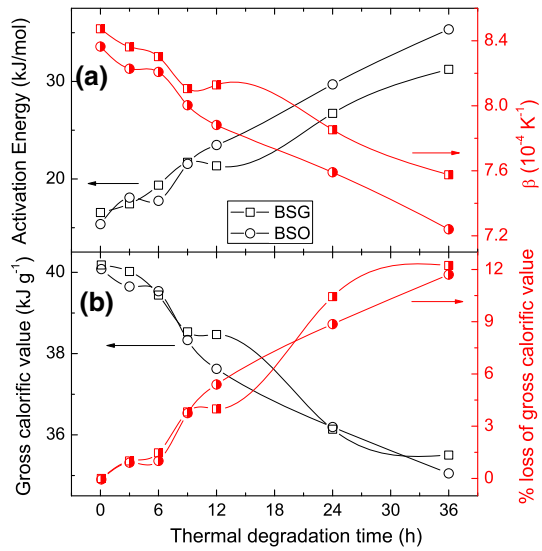 (a)
Activation Energy (kJ/mol)
30
20
8.4
8.0
7.6
7.2
β (10⁻⁴ K⁻¹)
BSG
BSO
(b)
Gross calorific value (kJ g⁻¹)
40
38
36
12
9
6
3
0
% loss of gross calorific value
0 6 12 18 24 30 36
Thermal degradation time (h)